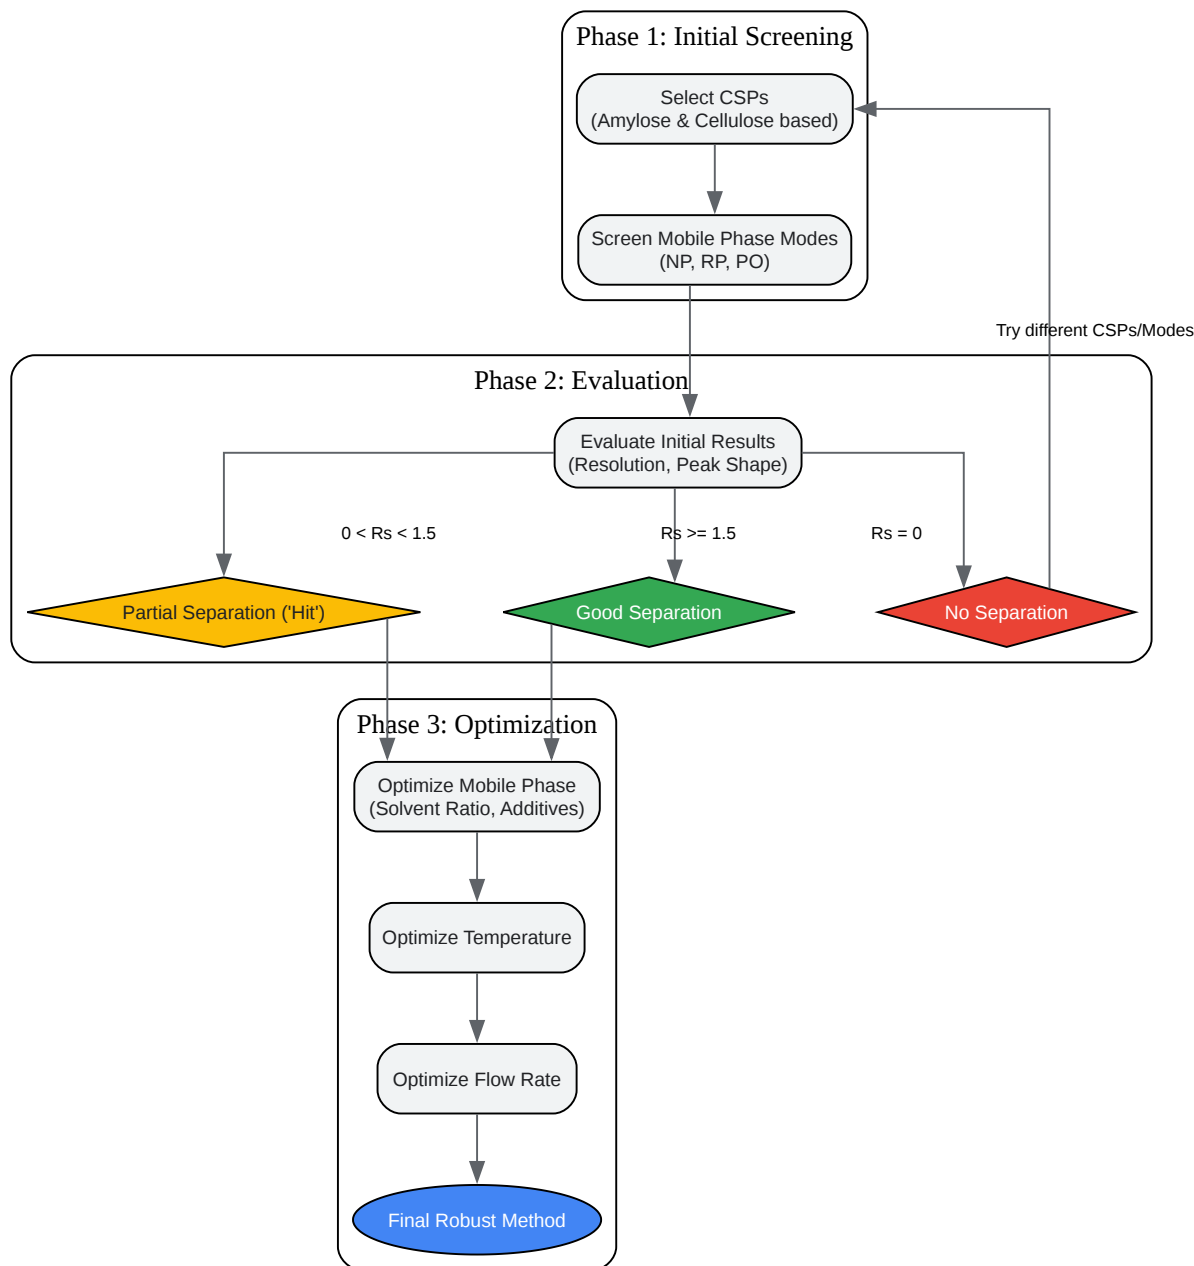 Phase 1: Initial Screening
Select CSPs
(Amylose & Cellulose based)
Screen Mobile Phase Modes
(NP, RP, PO)
Try different CSPs/Modes
Phase 2: Evaluation
Evaluate Initial Results
(Resolution, Peak Shape)
0 < Rs < 1.5
Rs >= 1.5
Rs = 0
Partial Separation ('Hit')
Good Separation
No Separation
Phase 3: Optimization
Optimize Mobile Phase
(Solvent Ratio, Additives)
Optimize Temperature
Optimize Flow Rate
Final Robust Method